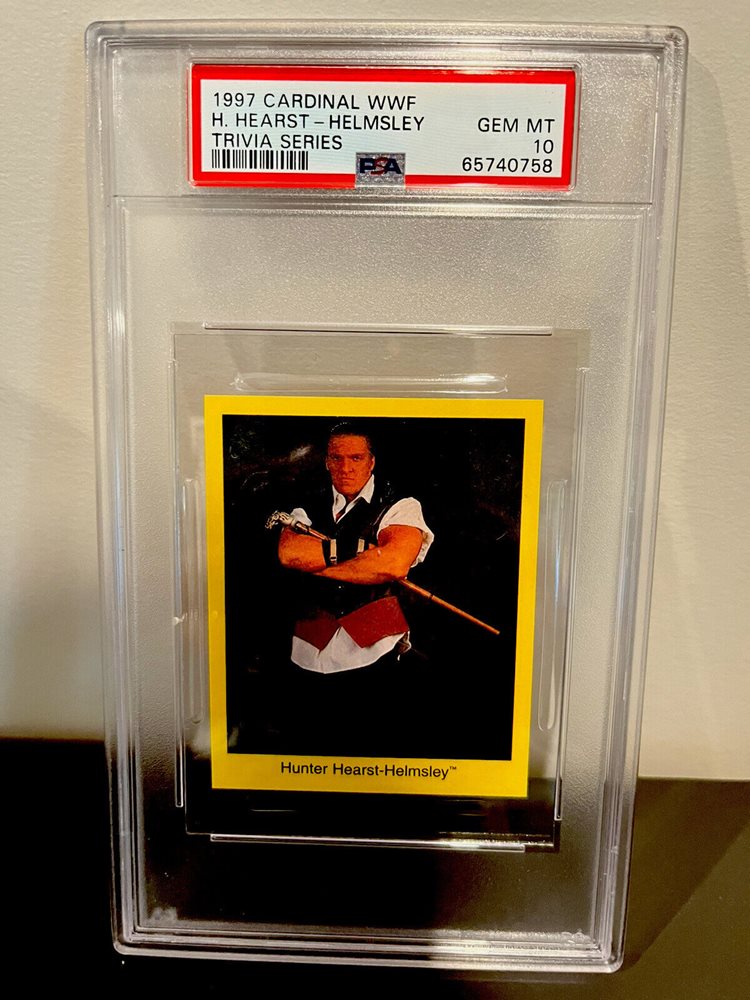 1997 CARDINAL WWF
H. HEARST - HELMSLEY
GEM MT
TRIVIA SERIES
10
PSA
65740758
Hunter Hearst-Helmsley™